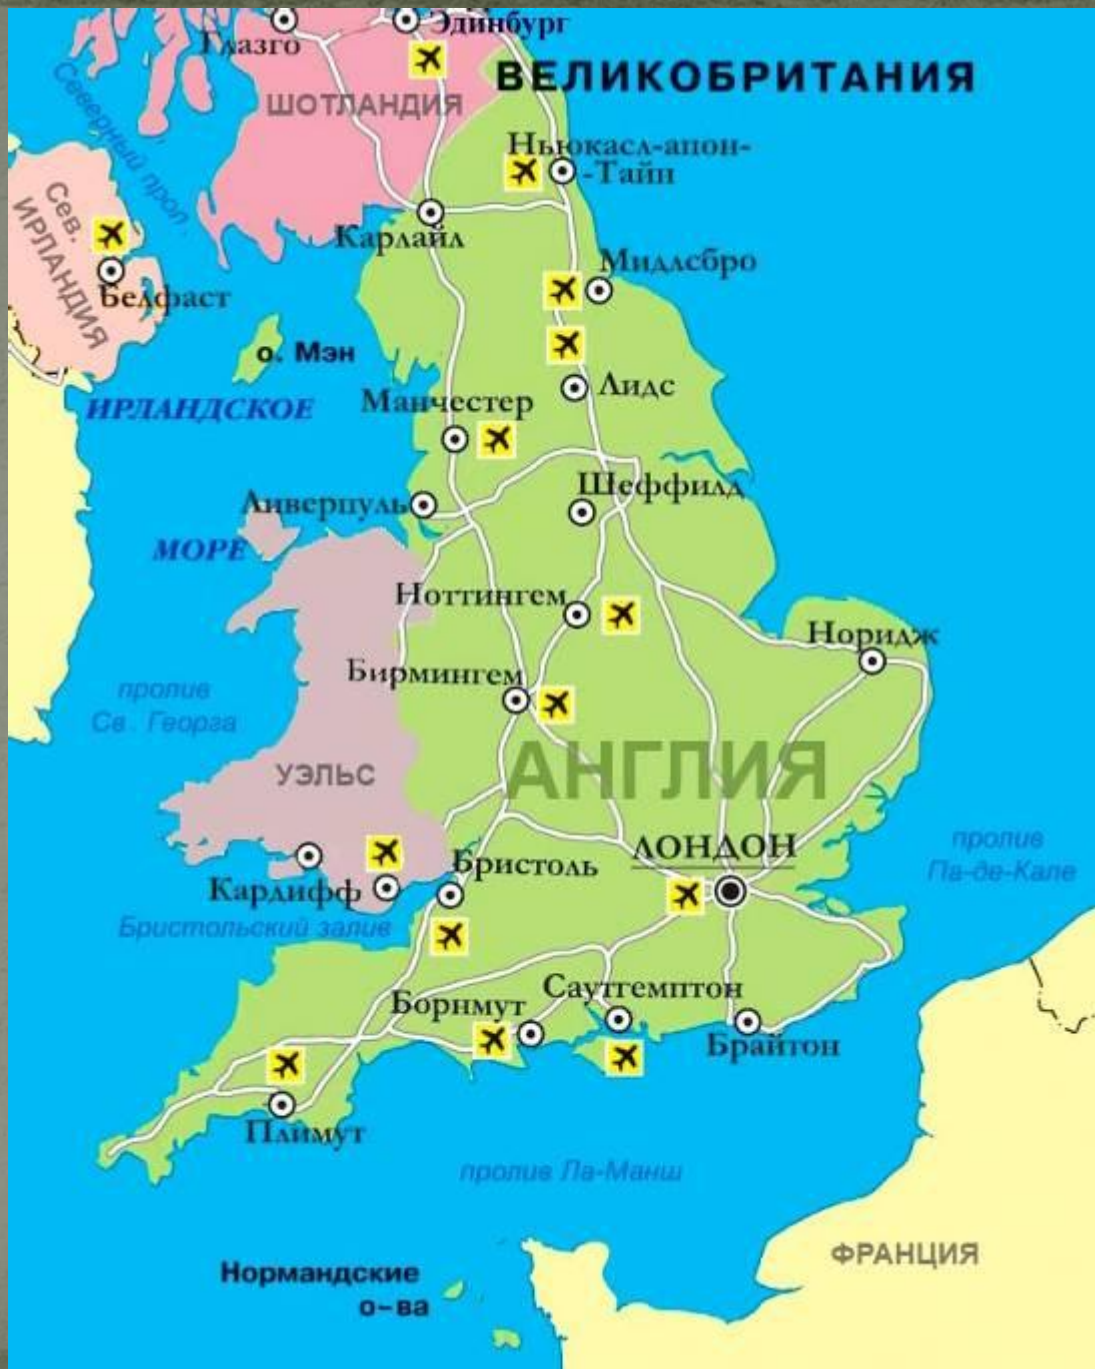 Эдинбург
Глазго
ВЕЛИКОБРИТАНИЯ
ШОТЛАНДИЯ
Северный прол.
Ньюкасл-апон-
-Тайн
Сев.
ИРЛАНДИЯ
Карлайл
Мидлсбро
Белфаст
о. Мэн
Лидс
ИРЛАНДСКОЕ
Манчестер
Шеффилд
Ливерпуль
МОРЕ
Ноттингем
Норидж
Бирмингем
пролив
Св. Георга
АНГЛИЯ
УЭЛЬС
ЛОНДОН
пролив
Па-де-Кале
Бристоль
Кардифф
Бристольский залив
Саутгемптон
Борнмут
Брайтон
Плимут
пролив Ла-Манш
ФРАНЦИЯ
Нормандские
о-ва